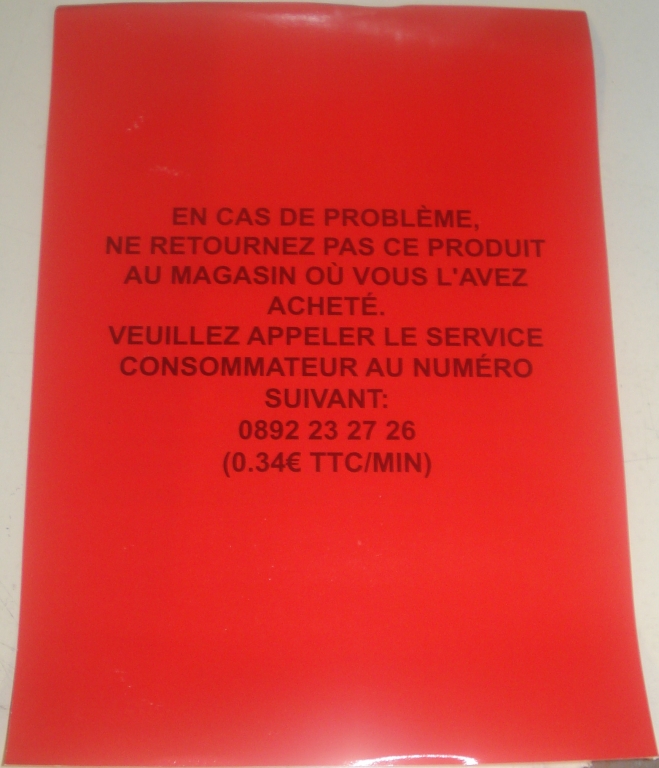 EN CAS DE PROBLÈME,
NE RETOURNEZ PAS CE PRODUIT
AU MAGASIN OÙ VOUS L'AVEZ
ACHETÉ.
VEUILLEZ APPELER LE SERVICE
CONSOMMATEUR AU NUMÉRO
SUIVANT:
0892 23 27 26
(0.34€ TTC/MIN)